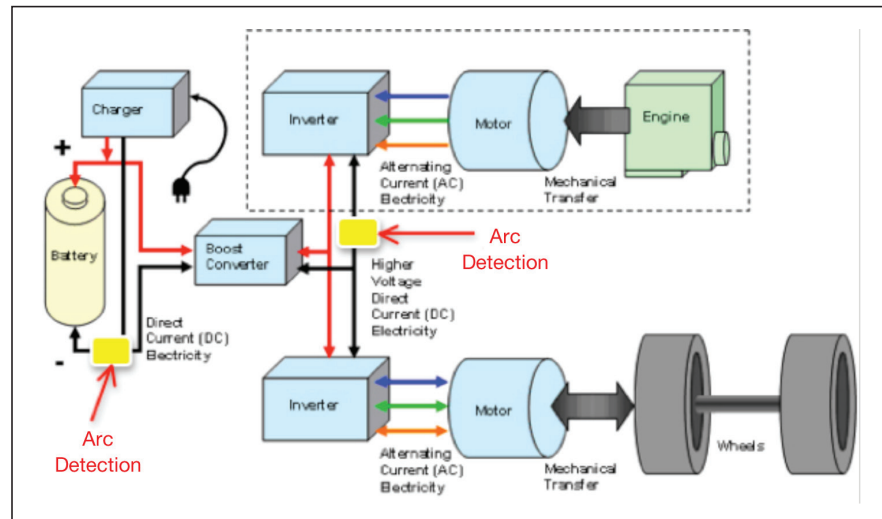 Charger
+
Battery
-
Direct
Current (DC)
Electricity
Arc
Detection
Boost
Converter
Inverter
Alternating
Current (AC)
Electricity
Motor
Mechanical
Transfer
Engine
Arc
Detection
Higher
Voltage
Direct
Current (DC)
Electricity
Inverter
Alternating
Current (AC)
Electricity
Motor
Mechanical
Transfer
Wheels